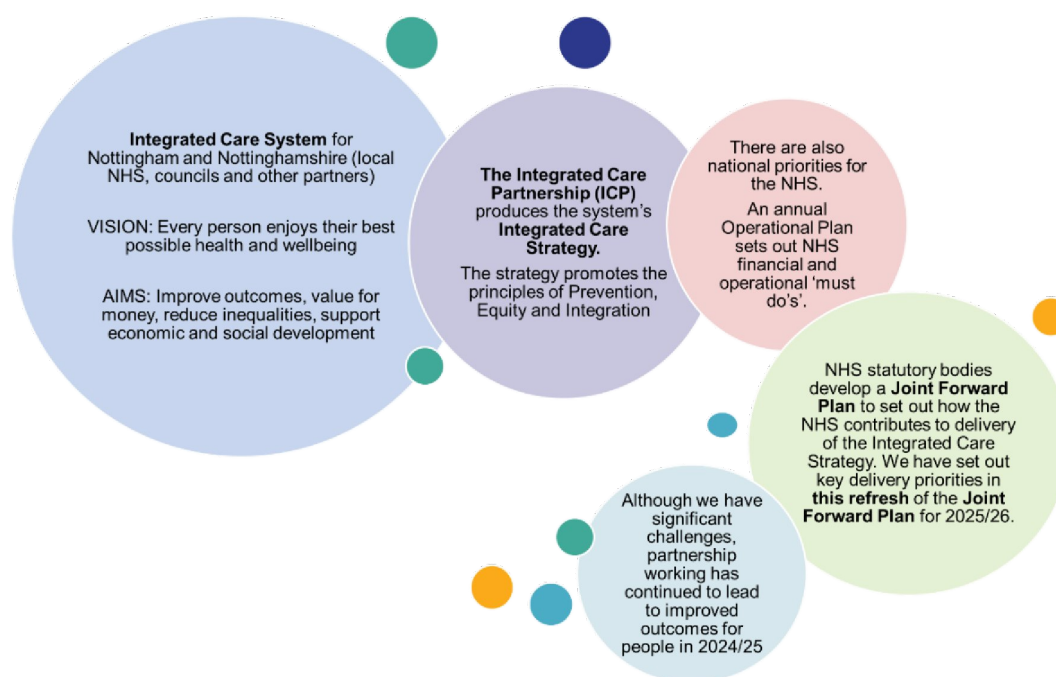 Integrated Care System for
Nottingham and Nottinghamshire (local
NHS, councils and other partners)
VISION: Every person enjoys their best
possible health and wellbeing
AIMS: Improve outcomes, value for
money, reduce inequalities, support
economic and social development
The Integrated Care
Partnership (ICP)
produces the system’s
Integrated Care
Strategy.
The strategy promotes the
principles of Prevention,
Equity and Integration
There are also
national priorities for
the NHS.
An annual
Operational Plan
sets out NHS
financial and
operational ‘must
do’s’.
NHS statutory bodies
develop a Joint Forward
Plan to set out how the
NHS contributes to delivery
of the Integrated Care
Strategy. We have set out
key delivery priorities in
this refresh of the Joint
Forward Plan for 2025/26.
Although we have
significant
challenges,
partnership
working has
continued to lead
to improved
outcomes for
people in 2024/25